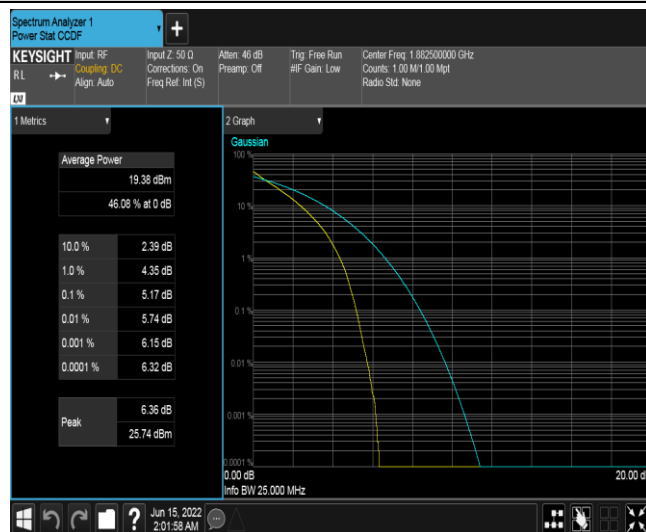 Spectrum Analyzer 1
Power Stat CCDF
KEYSIGHT
RL
Input: RF
Coupling: DC
Align: Auto
Input Z: 50 Ω
Corrections: On
Freq Ref: Int (S)
Atten: 46 dB
Preamp: Off
Trig: Free Run
#IF Gain: Low
Center Freq: 1.882500000 GHz
Counts: 1.00 M/1.00 Mpt
Radio Std: None
LXI
1 Metrics
Average Power
19.38 dBm
46.08 % at 0 dB
10.0 % 2.39 dB
1.0 % 4.35 dB
0.1 % 5.17 dB
0.01 % 5.74 dB
0.001 % 6.15 dB
0.0001 % 6.32 dB
Peak
6.36 dB
25.74 dBm
2 Graph
Gaussian
100 %
10 %
1 %
0.1 %
0.01 %
0.001 %
0.0001 %
0.00 dB
20.00 d
Info BW 25.000 MHz
?
Jun 15, 2022
2:01:58 AM